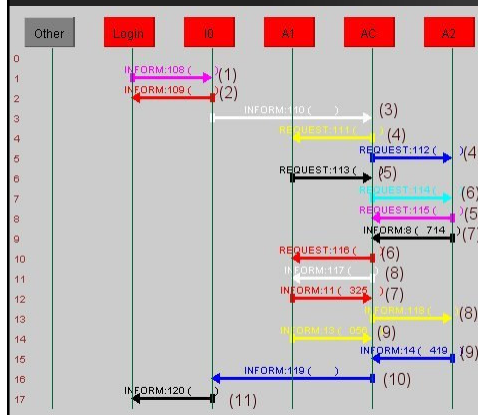 Other Login I0 A1 AC A2
0
1 INFORM:108 ( ) (1)
2 INFORM:109 ( ) (2)
3 INFORM:110 ( ) (3)
4 REQUEST:111 ( (4)
5 REQUEST:112 ( )(4
6 REQUEST:113 ( )(5)
7 REQUEST:114 ( (6)
8 REQUEST:115 ( )(5
9 INFORM:8 ( 714 )(7)
10 REQUEST:116 ( )(6)
11 INFORM:117 ( (8)
12 INFORM:11 ( 325 )(7)
13 INFORM:118 ( (8)
14 INFORM:13 ( 056 (9)
15 INFORM:14 ( 419 )(9)
16 INFORM:119 ( ) (10)
17 INFORM:120 ( ) (11)